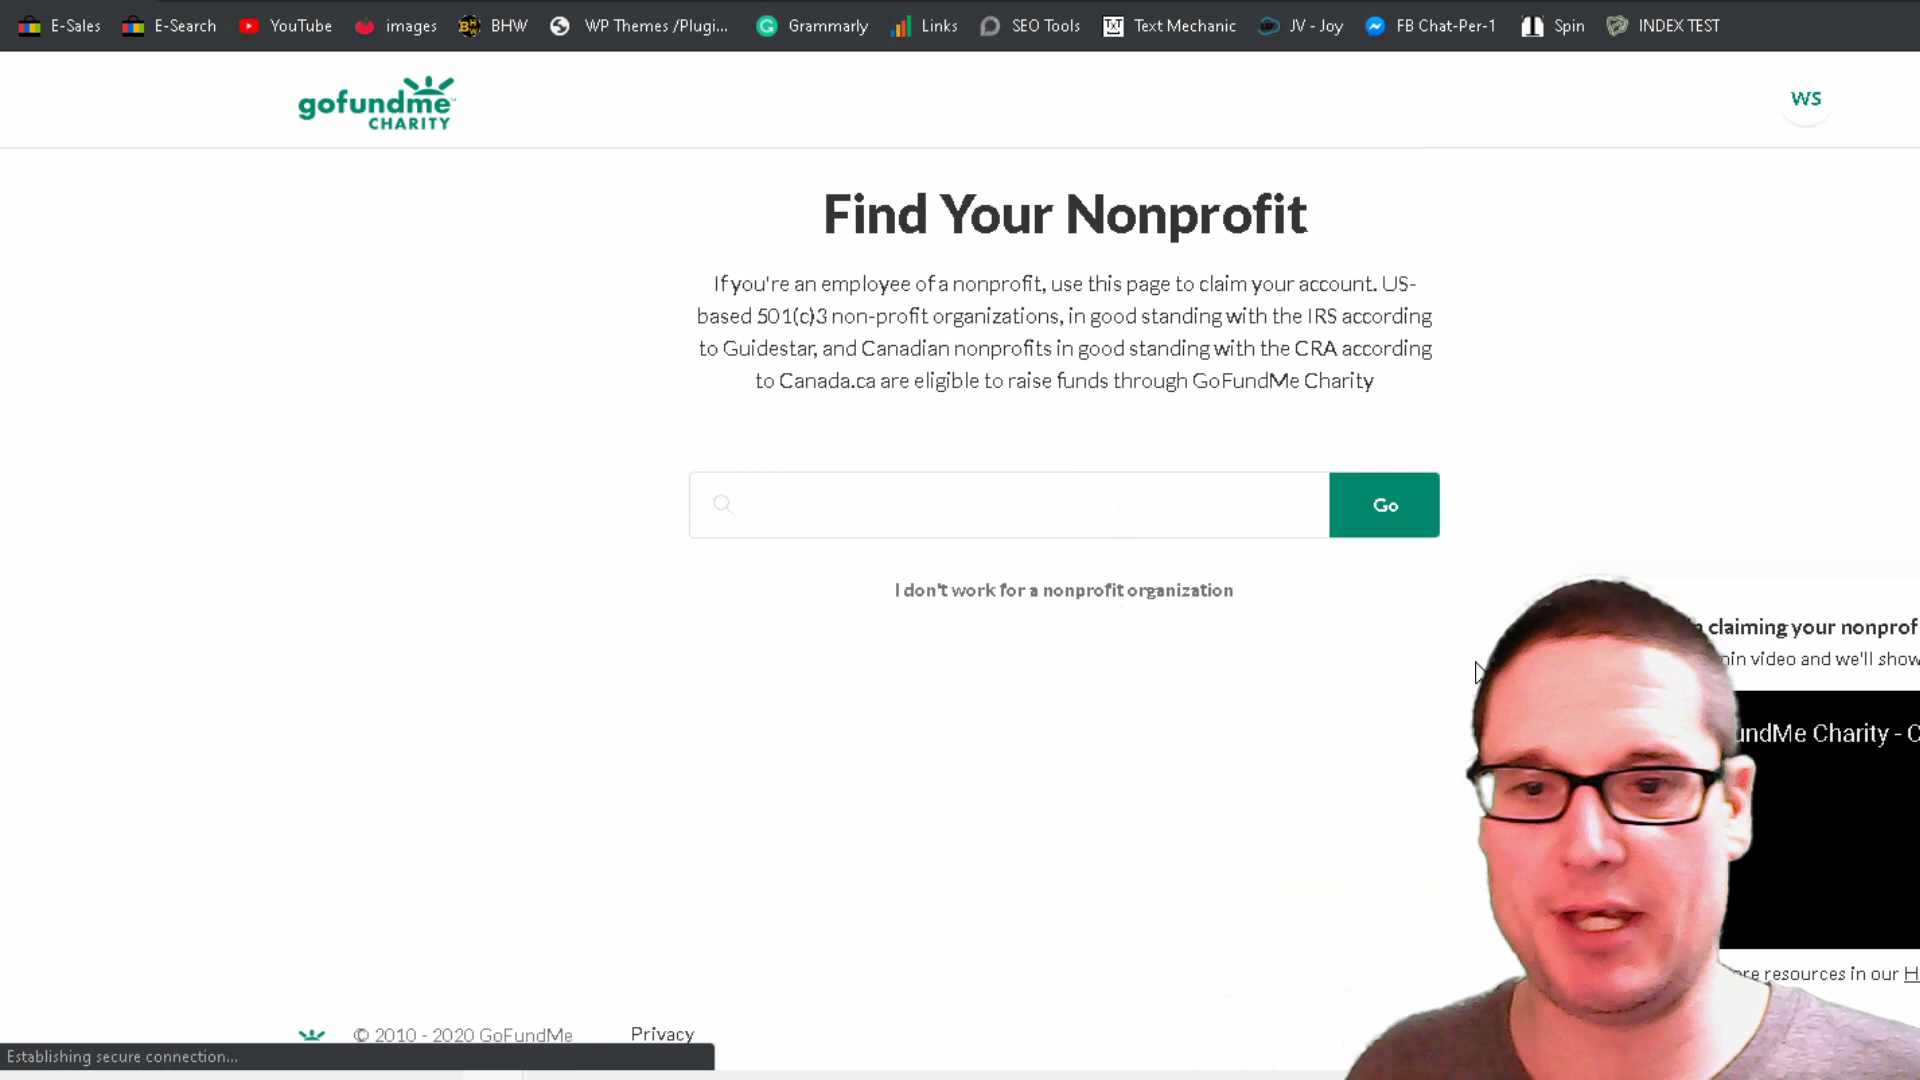 E-Sales E-Search YouTube images BHW WP Themes /Plugi... Grammarly Links SEO Tools Text Mechanic JV - Joy FB Chat-Per-1 Spin INDEX TEST
gofundme
CHARITY
WS
Find Your Nonprofit
If you're an employee of a nonprofit, use this page to claim your account. US-
based 501(c)3 non-profit organizations, in good standing with the IRS according
to Guidestar, and Canadian nonprofits in good standing with the CRA according
to Canada.ca are eligible to raise funds through GoFundMe Charity
Go
I don't work for a nonprofit organization
claiming your nonprof
video and we'll show
undMe Charity - C
resources in our H
© 2010 - 2020 GoFundMe Privacy
Establishing secure connection...